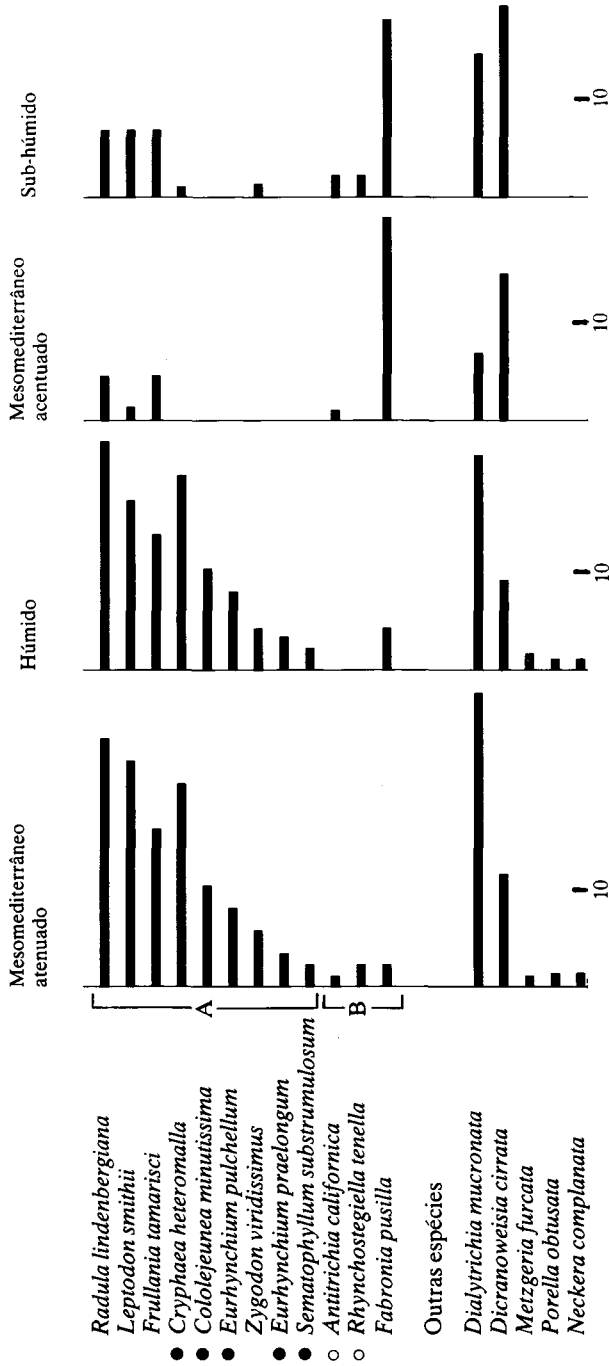 Mesomediterrâneo
atenuado
Húmido
Mesomediterrâneo
acentuado
Sub-húmido
Radula lindenbergiana
Leptodon smithii
Frullania tamarisci
● Cryphaea heteromalla
● Cololejeunea minutissima
● Eurhynchium pulchellum
Zygodon viridissimus
● Eurhynchium praelongum
● Sematophyllum substrumulosum
A
○ Antitrichia californica
○ Rhynchostegiella tenella
Fabronia pusilla
B
Outras espécies
Dialytrichia mucronata
Dicranoweisia cirrata
Metzgeria furcata
Porella obtusata
Neckera complanata
10
10
10
10